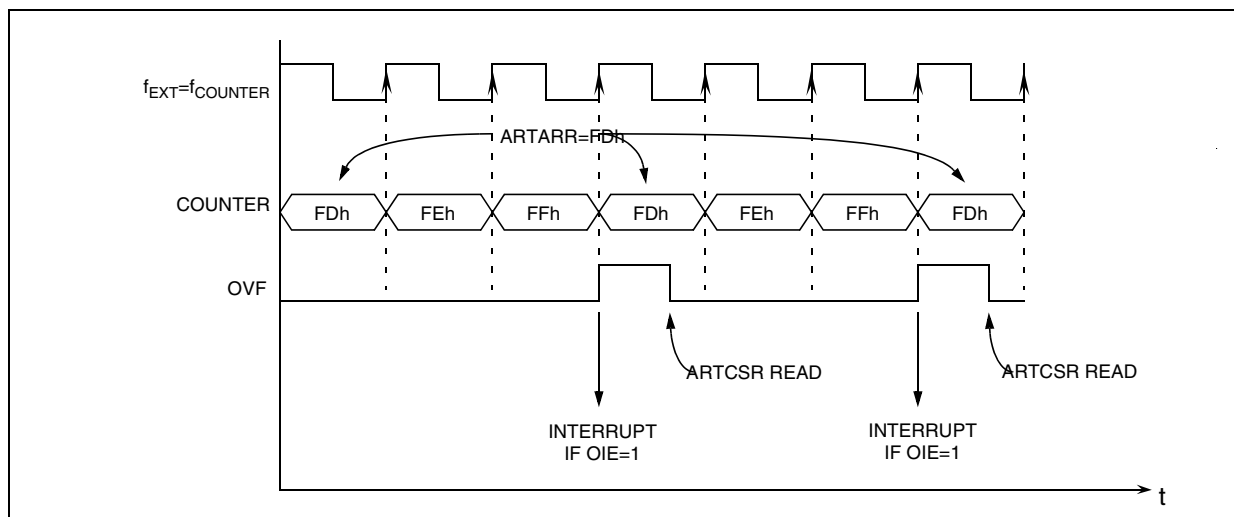 fEXT=fCOUNTER
ARTARR=FDh
COUNTER
FDh
FEh
FFh
FDh
FEh
FFh
FDh
OVF
ARTCSR READ
ARTCSR READ
INTERRUPT
IF OIE=1
INTERRUPT
IF OIE=1
t